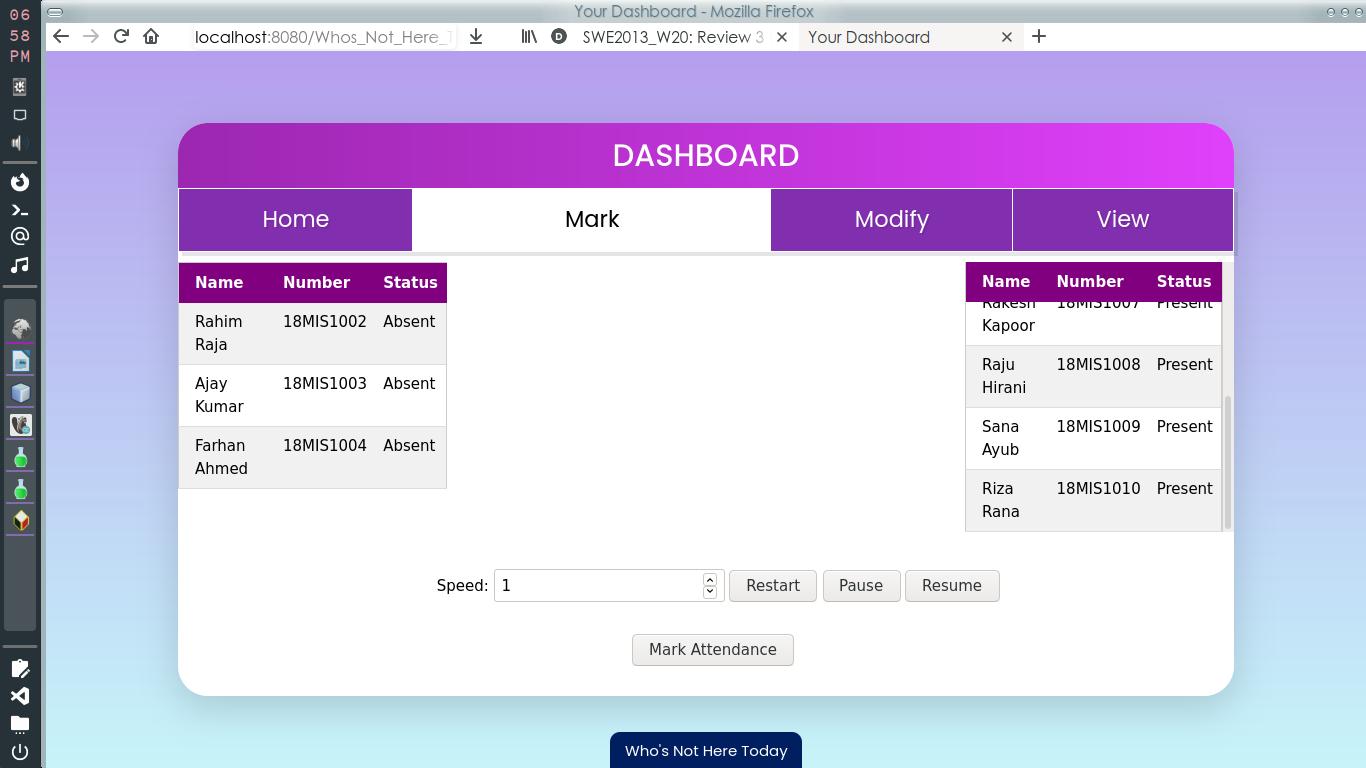 06
58
PM
Your Dashboard - Mozilla Firefox
localhost:8080/Whos_Not_Here_
SWE2013_W20: Review 3
Your Dashboard
DASHBOARD
Home Mark Modify View
Name Number Status
Rahim Raja 18MIS1002 Absent
Ajay Kumar 18MIS1003 Absent
Farhan Ahmed 18MIS1004 Absent
Name Number Status
Rakesh Kapoor 18MIS1007 Present
Raju Hirani 18MIS1008 Present
Sana Ayub 18MIS1009 Present
Riza Rana 18MIS1010 Present
Speed: 1 Restart Pause Resume
Mark Attendance
Who's Not Here Today